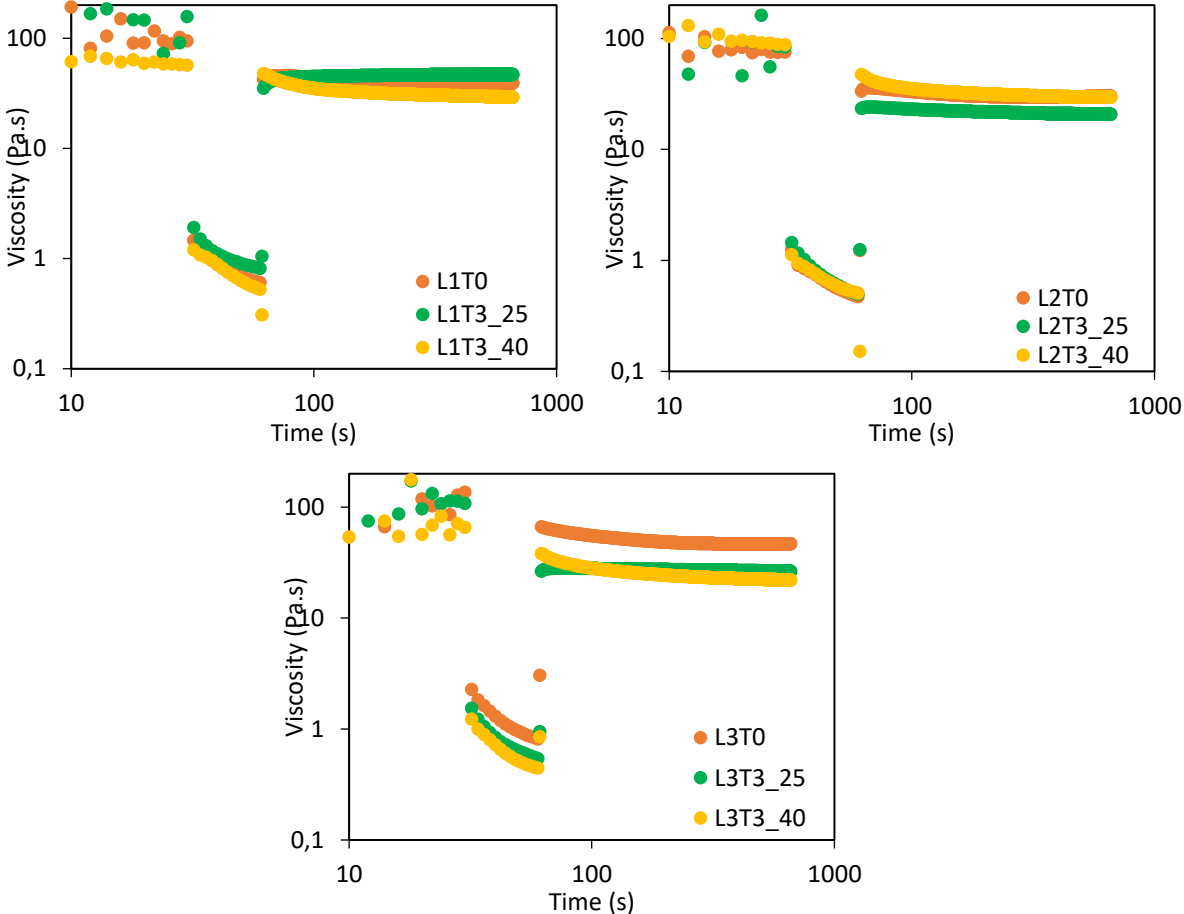 100
10
1
0,1
Viscosity (Pa.s)
L1T0
L1T3_25
L1T3_40
10
100
1000
Time (s)
100
10
1
0,1
Viscosity (Pa.s)
L2T0
L2T3_25
L2T3_40
10
100
1000
Time (s)
100
10
1
0,1
Viscosity (Pa.s)
L3T0
L3T3_25
L3T3_40
10
100
1000
Time (s)